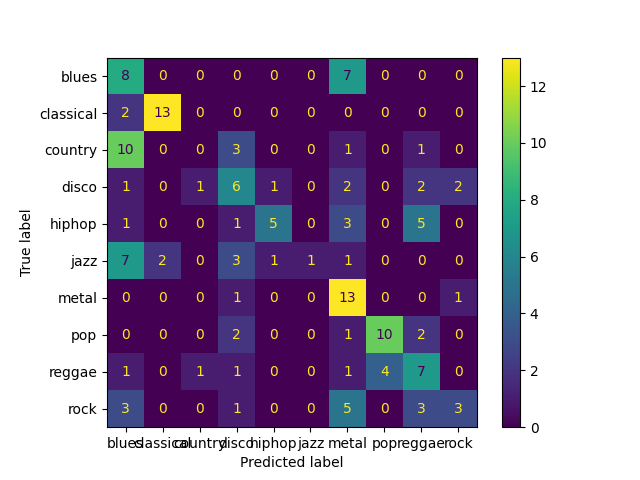 blues 8 0 0 0 0 0 7 0 0 0
classical 2 13 0 0 0 0 0 0 0 0
country 10 0 0 3 0 0 1 0 1 0
disco 1 0 1 6 1 0 2 0 2 2
hiphop 1 0 0 1 5 0 3 0 5 0
jazz 7 2 0 3 1 1 1 0 0 0
metal 0 0 0 1 0 0 13 0 0 1
pop 0 0 0 2 0 0 1 10 2 0
reggae 1 0 1 1 0 0 1 4 7 0
rock 3 0 0 1 0 0 5 0 3 3
True label
blues classical country disco hiphop jazz metal pop reggae rock
Predicted label
12
10
8
6
4
2
0